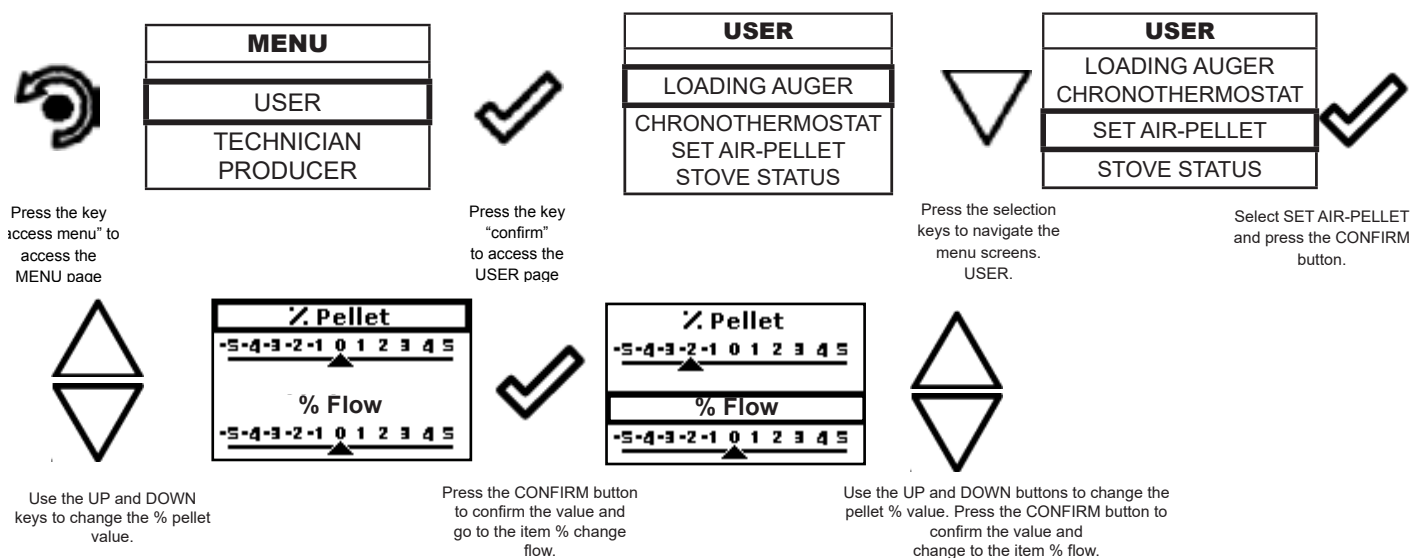 MENU
USER
TECHNICIAN
PRODUCER
USER
LOADING AUGER
CHRONOTHERMOSTAT
SET AIR-PELLET
STOVE STATUS
USER
LOADING AUGER
CHRONOTHERMOSTAT
SET AIR-PELLET
STOVE STATUS
Press the key
access menu” to
access the
MENU page
Press the key
“confirm”
to access the
USER page
Press the selection
keys to navigate the
menu screens.
USER.
Select SET AIR-PELLET
and press the CONFIRM
button.
% Pellet
-5-4-3-2-1 0 1 2 3 4 5
% Flow
-5-4-3-2-1 0 1 2 3 4 5
% Pellet
-5-4-3-2-1 0 1 2 3 4 5
% Flow
-5-4-3-2-1 0 1 2 3 4 5
Use the UP and DOWN
keys to change the % pellet
value.
Press the CONFIRM button
to confirm the value and
go to the item % change
flow.
Use the UP and DOWN buttons to change the
pellet % value. Press the CONFIRM button to
confirm the value and
change to the item % flow.